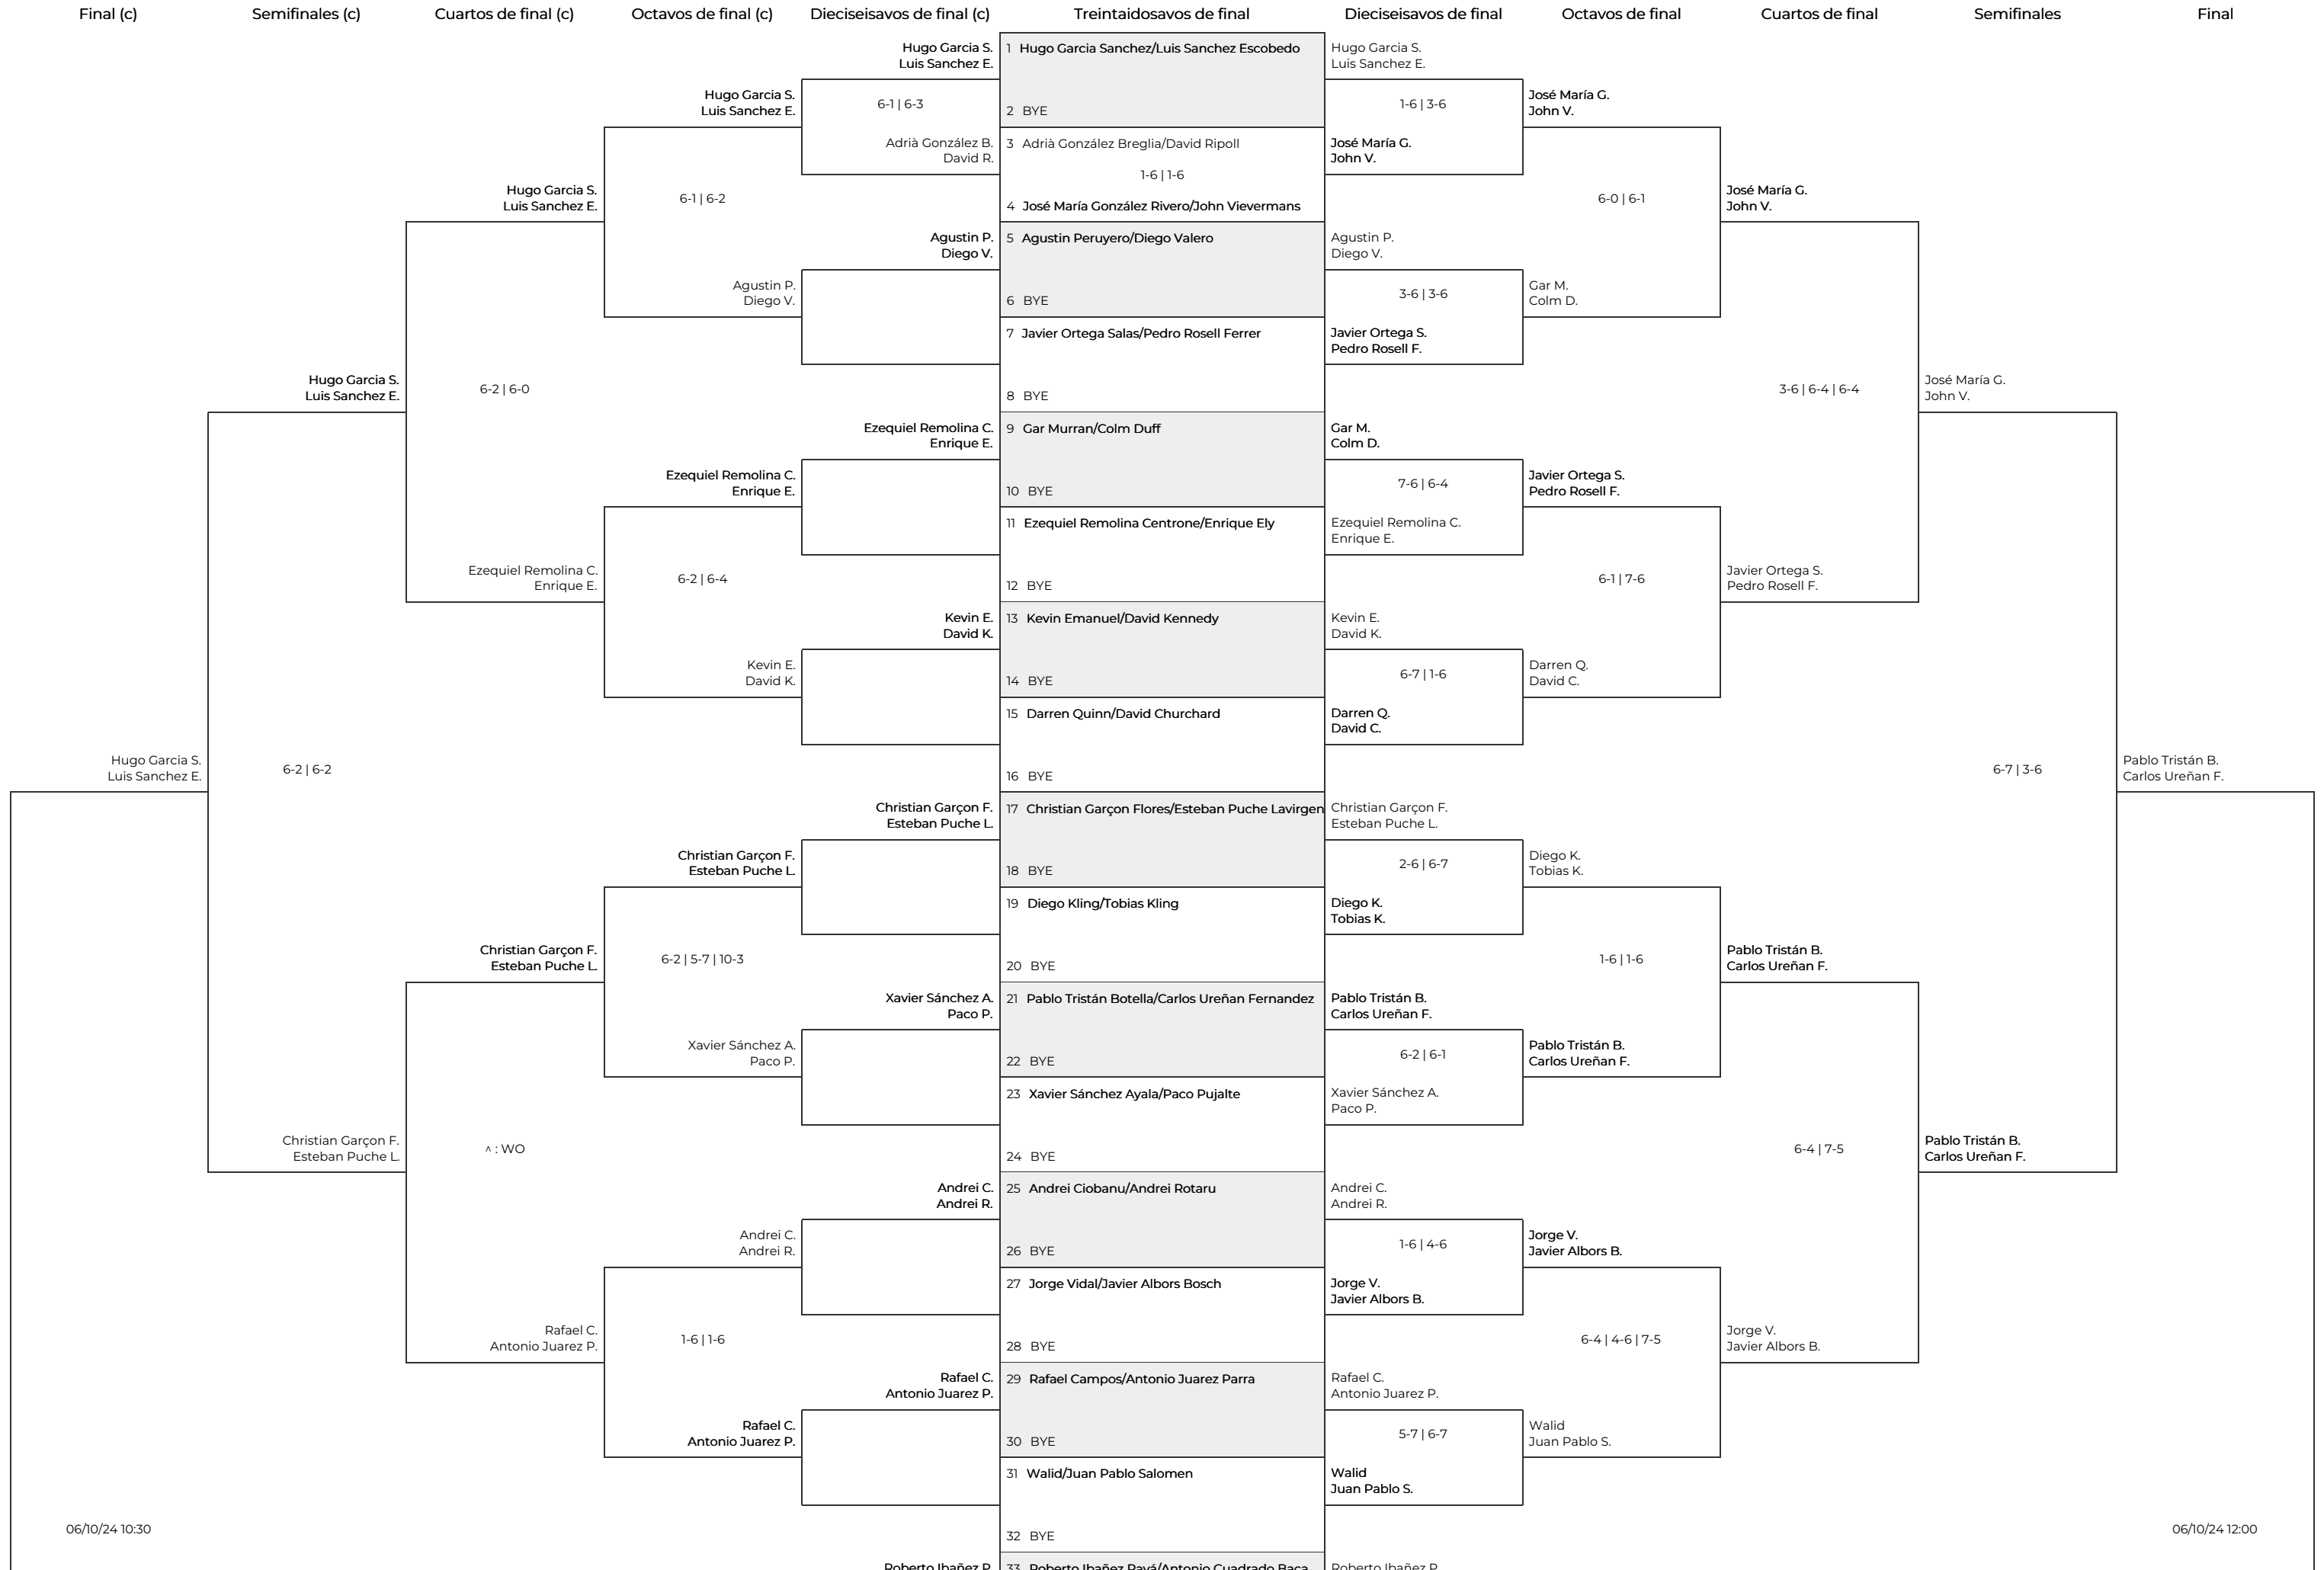 Final (c)
Semifinales (c)
Cuartos de final (c)
Octavos de final (c)
Dieciseisavos de final (c)
Treintaidosavos de final
Dieciseisavos de final
Octavos de final
Cuartos de final
Semifinales
Final
Hugo Garcia S.
Luis Sanchez E.
6-2 | 6-2
Hugo Garcia S.
Luis Sanchez E.
6-2 | 6-0
Christian Garçon F.
Esteban Puche L.
^ : WO
Hugo Garcia S.
Luis Sanchez E.
6-1 | 6-2
Ezequiel Remolina C.
Enrique E.
6-2 | 6-4
Christian Garçon F.
Esteban Puche L.
6-2 | 5-7 | 10-3
Rafael C.
Antonio Juarez P.
1-6 | 1-6
Hugo Garcia S.
Luis Sanchez E.
6-1 | 6-3
Agustin P.
Diego V.
Ezequiel Remolina C.
Enrique E.
Kevin E.
David K.
Christian Garçon F.
Esteban Puche L.
Xavier Sánchez A.
Paco P.
Andrei C.
Andrei R.
Rafael C.
Antonio Juarez P.
Hugo Garcia S.
Luis Sanchez E.
Adrià González B.
David R.
Agustin P.
Diego V.
Ezequiel Remolina C.
Enrique E.
Kevin E.
David K.
Christian Garçon F.
Esteban Puche L.
Xavier Sánchez A.
Paco P.
Andrei C.
Andrei R.
Rafael C.
Antonio Juarez P.
Roberto Ibañez P.
1 Hugo Garcia Sanchez/Luis Sanchez Escobedo
2 BYE
3 Adrià González Breglia/David Ripoll
1-6 | 1-6
4 José María González Rivero/John Vievermans
5 Agustin Peruyero/Diego Valero
6 BYE
7 Javier Ortega Salas/Pedro Rosell Ferrer
8 BYE
9 Gar Murran/Colm Duff
10 BYE
11 Ezequiel Remolina Centrone/Enrique Ely
12 BYE
13 Kevin Emanuel/David Kennedy
14 BYE
15 Darren Quinn/David Churchard
16 BYE
17 Christian Garçon Flores/Esteban Puche Lavirgen
18 BYE
19 Diego Kling/Tobias Kling
20 BYE
21 Pablo Tristán Botella/Carlos Ureñan Fernandez
22 BYE
23 Xavier Sánchez Ayala/Paco Pujalte
24 BYE
25 Andrei Ciobanu/Andrei Rotaru
26 BYE
27 Jorge Vidal/Javier Albors Bosch
28 BYE
29 Rafael Campos/Antonio Juarez Parra
30 BYE
31 Walid/Juan Pablo Salomen
32 BYE
33 Roberto Ibañez Payá/Antonio Cuadrado Baca
Hugo Garcia S.
Luis Sanchez E.
1-6 | 3-6
José María G.
John V.
Agustin P.
Diego V.
3-6 | 3-6
Javier Ortega S.
Pedro Rosell F.
Gar M.
Colm D.
7-6 | 6-4
Ezequiel Remolina C.
Enrique E.
Kevin E.
David K.
6-7 | 1-6
Darren Q.
David C.
Christian Garçon F.
Esteban Puche L.
2-6 | 6-7
Diego K.
Tobias K.
Pablo Tristán B.
Carlos Ureñan F.
6-2 | 6-1
Xavier Sánchez A.
Paco P.
Andrei C.
Andrei R.
1-6 | 4-6
Jorge V.
Javier Albors B.
Rafael C.
Antonio Juarez P.
5-7 | 6-7
Walid
Juan Pablo S.
Roberto Ibañez P.
José María G.
John V.
6-0 | 6-1
Gar M.
Colm D.
Javier Ortega S.
Pedro Rosell F.
6-1 | 7-6
Darren Q.
David C.
Diego K.
Tobias K.
1-6 | 1-6
Pablo Tristán B.
Carlos Ureñan F.
Jorge V.
Javier Albors B.
6-4 | 4-6 | 7-5
Walid
Juan Pablo S.
José María G.
John V.
3-6 | 6-4 | 6-4
Javier Ortega S.
Pedro Rosell F.
Pablo Tristán B.
Carlos Ureñan F.
6-4 | 7-5
Jorge V.
Javier Albors B.
José María G.
John V.
6-7 | 3-6
Pablo Tristán B.
Carlos Ureñan F.
Pablo Tristán B.
Carlos Ureñan F.
06/10/24 10:30
06/10/24 12:00